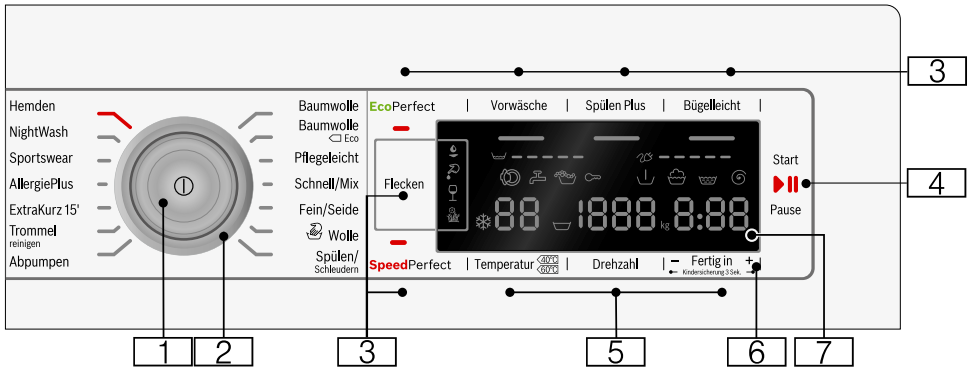 Hemden
NightWash
Sportswear
AllergiePlus
ExtraKurz 15'
Trommel
reinigen
Abpumpen
Baumwolle
Baumwolle
Eco
Pflegeleicht
Schnell/Mix
Fein/Seide
Wolle
Spülen/
Schleudern
EcoPerfect | Vorwäsche | Spülen Plus | Bügelleicht |
Flecken
88 1888 kg 8:88
SpeedPerfect | Temperatur <40°C <60°C | Drehzahl | − Fertig in + |
Kindersicherung 3 Sek.
Start
Pause
3
4
1 2 3 5 6 7